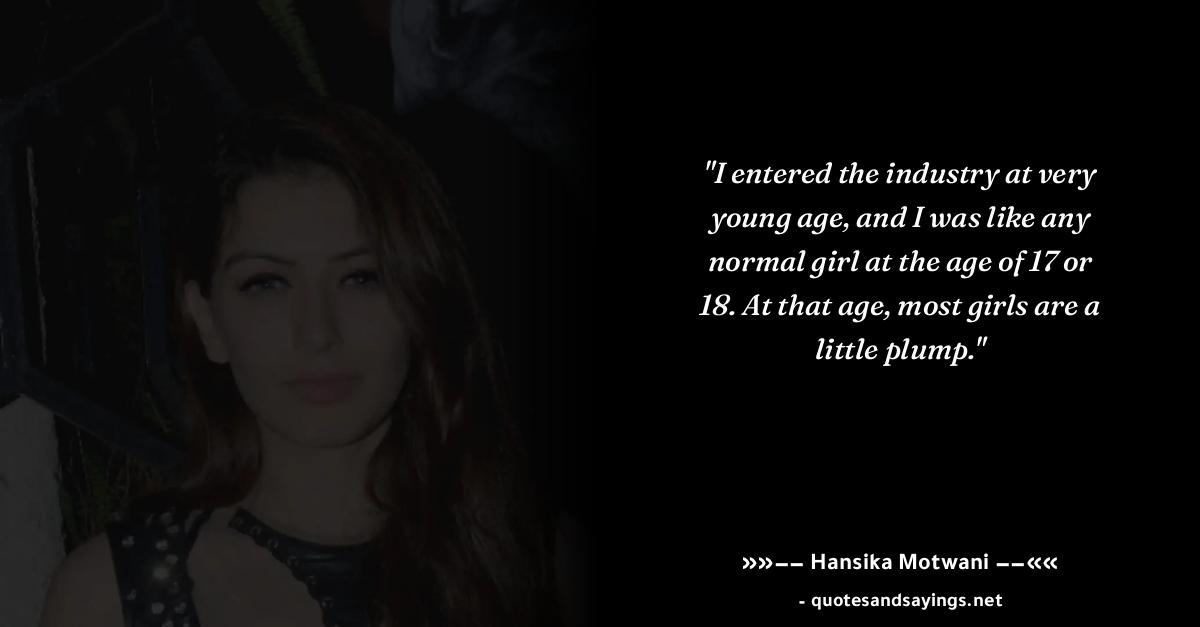 "I entered the industry at very
young age, and I was like any
normal girl at the age of 17 or
18. At that age, most girls are a
little plump."
»»−− Hansika Motwani −−««
- quotesandsayings.net